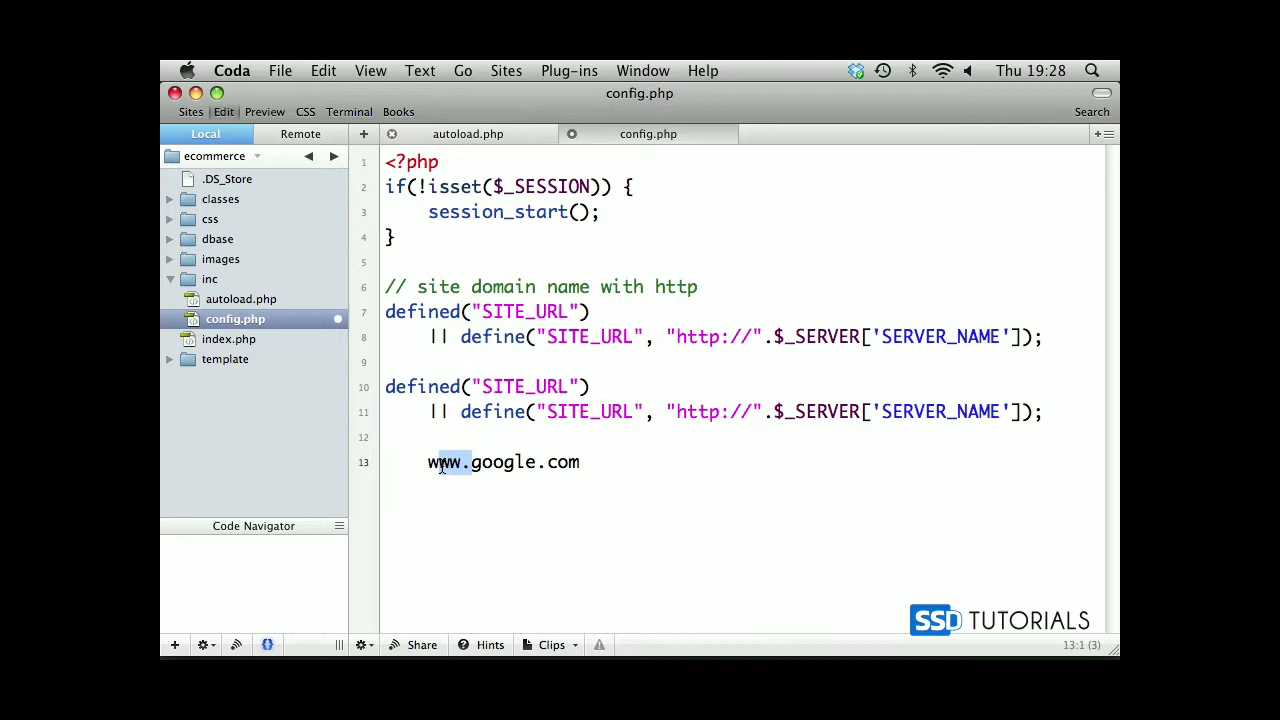 Coda File Edit View Text Go Sites Plug-ins Window Help Thu 19:28
config.php
Sites Edit Preview CSS Terminal Books Search
Local Remote + autoload.php config.php
ecommerce
.DS_Store
classes
css
dbase
images
inc
autoload.php
config.php
index.php
template
Code Navigator
1 <?php
2 if(!isset($_SESSION)) {
3 session_start();
4 }
5
6 // site domain name with http
7 defined("SITE_URL")
8 || define("SITE_URL", "http://".$_SERVER['SERVER_NAME']);
9
10 defined("SITE_URL")
11 || define("SITE_URL", "http://".$_SERVER['SERVER_NAME']);
12
13 www.google.com
SSD TUTORIALS
Share Hints Clips 13:1 (3)